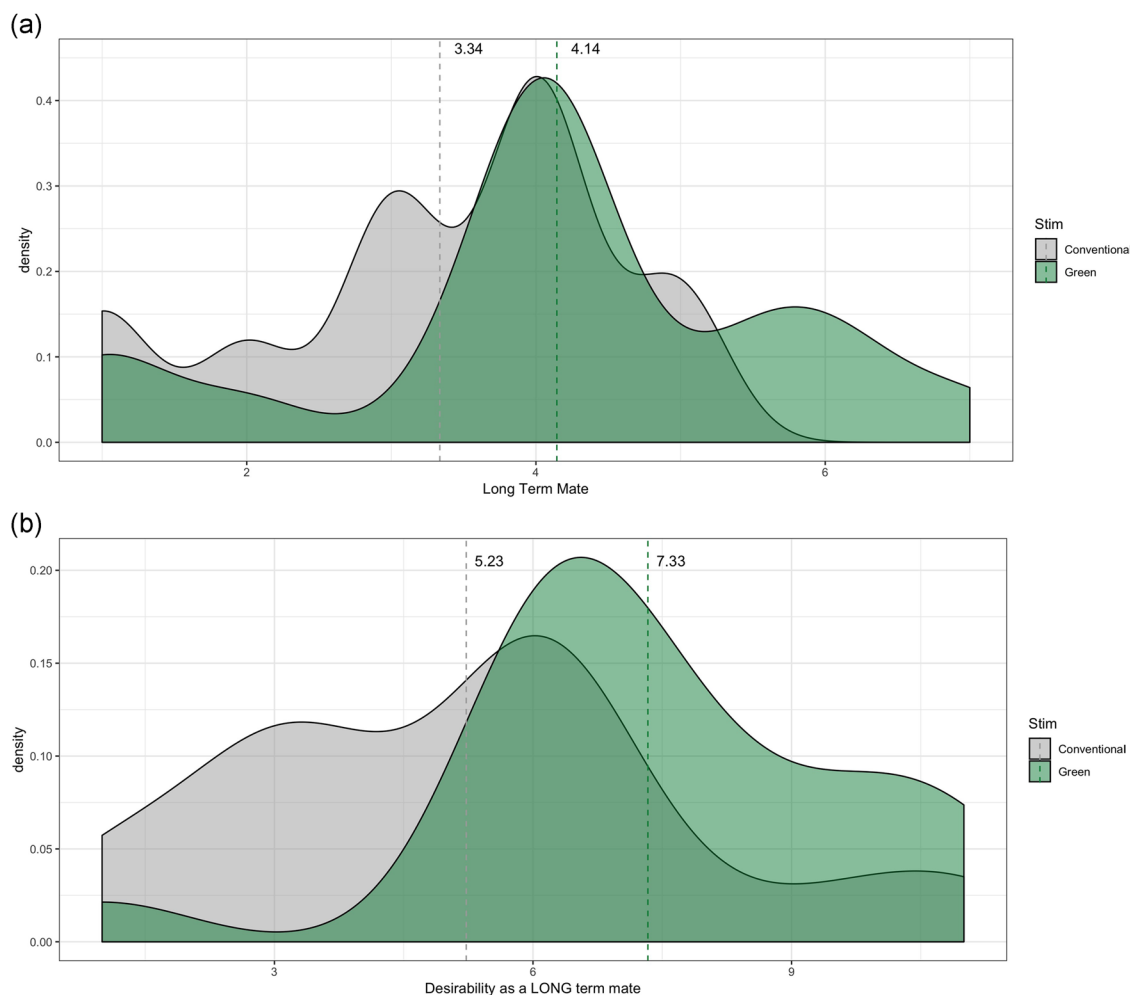 (a)
3.34
4.14
0.4
0.3
0.2
0.1
0.0
density
2
4
6
Long Term Mate
Stim
Conventiona
Green
(b)
5.23
7.33
0.20
0.15
0.10
0.05
0.00
density
3
6
9
Desirability as a LONG term mate
Stim
Conventional
Green